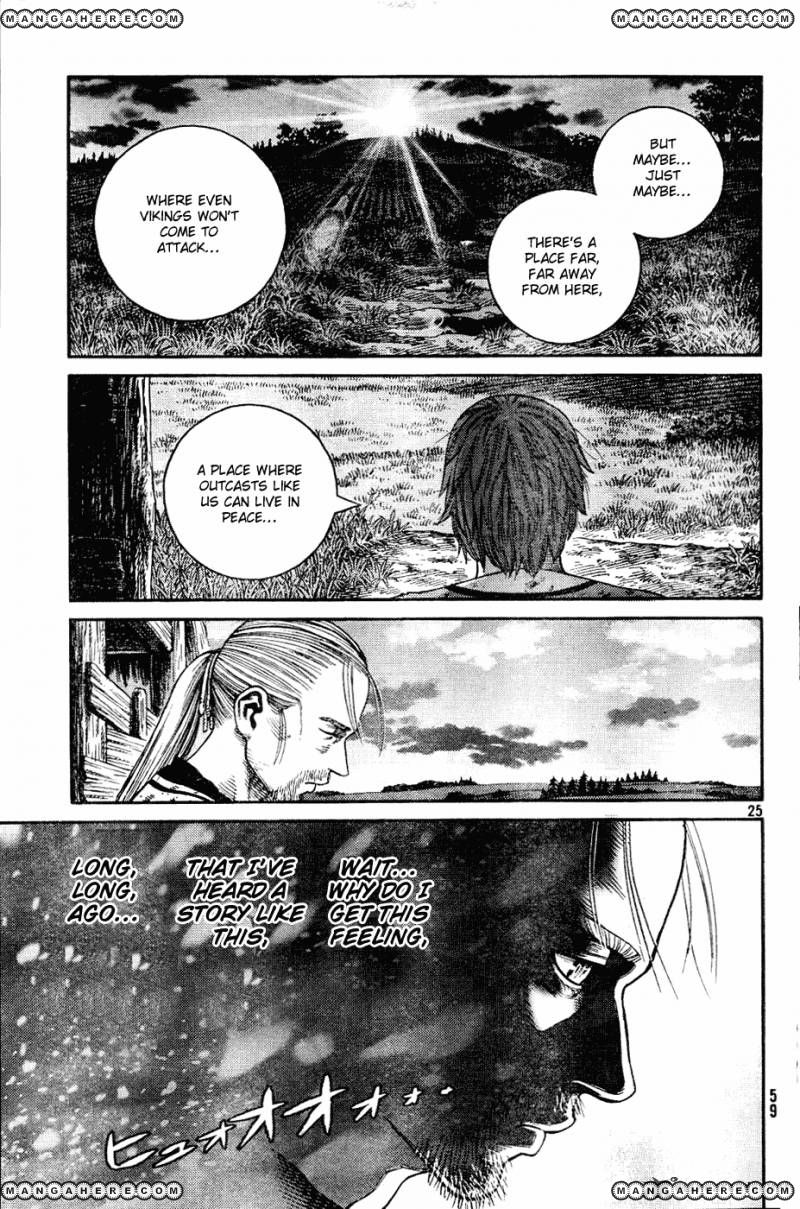 MANGAHERE.COM
MANGAHERE.COM
BUT
MAYBE...
JUST
MAYBE...
THERE'S A
PLACE FAR,
FAR AWAY
FROM HERE,
WHERE EVEN
VIKINGS WON'T
COME TO
ATTACK...
A PLACE WHERE
OUTCASTS LIKE
US CAN LIVE IN
PEACE...
25
WAIT...
WHY DO I
GET THIS
FEELING,
THAT I'VE
HEARD A
STORY LIKE
THIS,
LONG,
LONG,
AGO...
ヒュォオオオォォ...
59
MANGAHERE.COM
MANGAHERE.COM